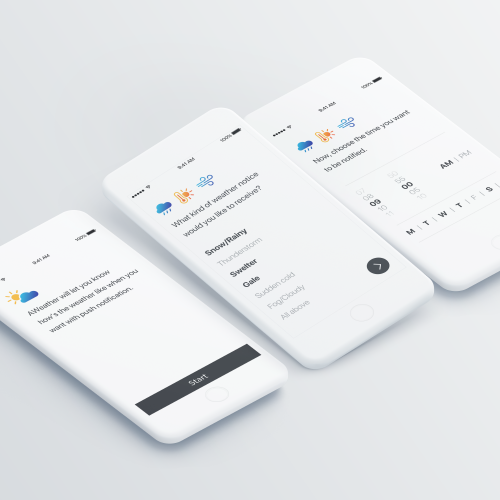 9:41 AM
100%
AWeather will let you know
how's the weather like when you
want with push notification.
Start
9:41 AM
100%
What kind of weather notice
would you like to receive?
Snow/Rainy
Thunderstorm
Swelter
Gale
Sudden cold
Fog/Cloudy
All above
9:41 AM
100%
Now, choose the time you want
to be notified.
08
09
10
55
00
05
10
AM | PM
M | T | W | T | F | S